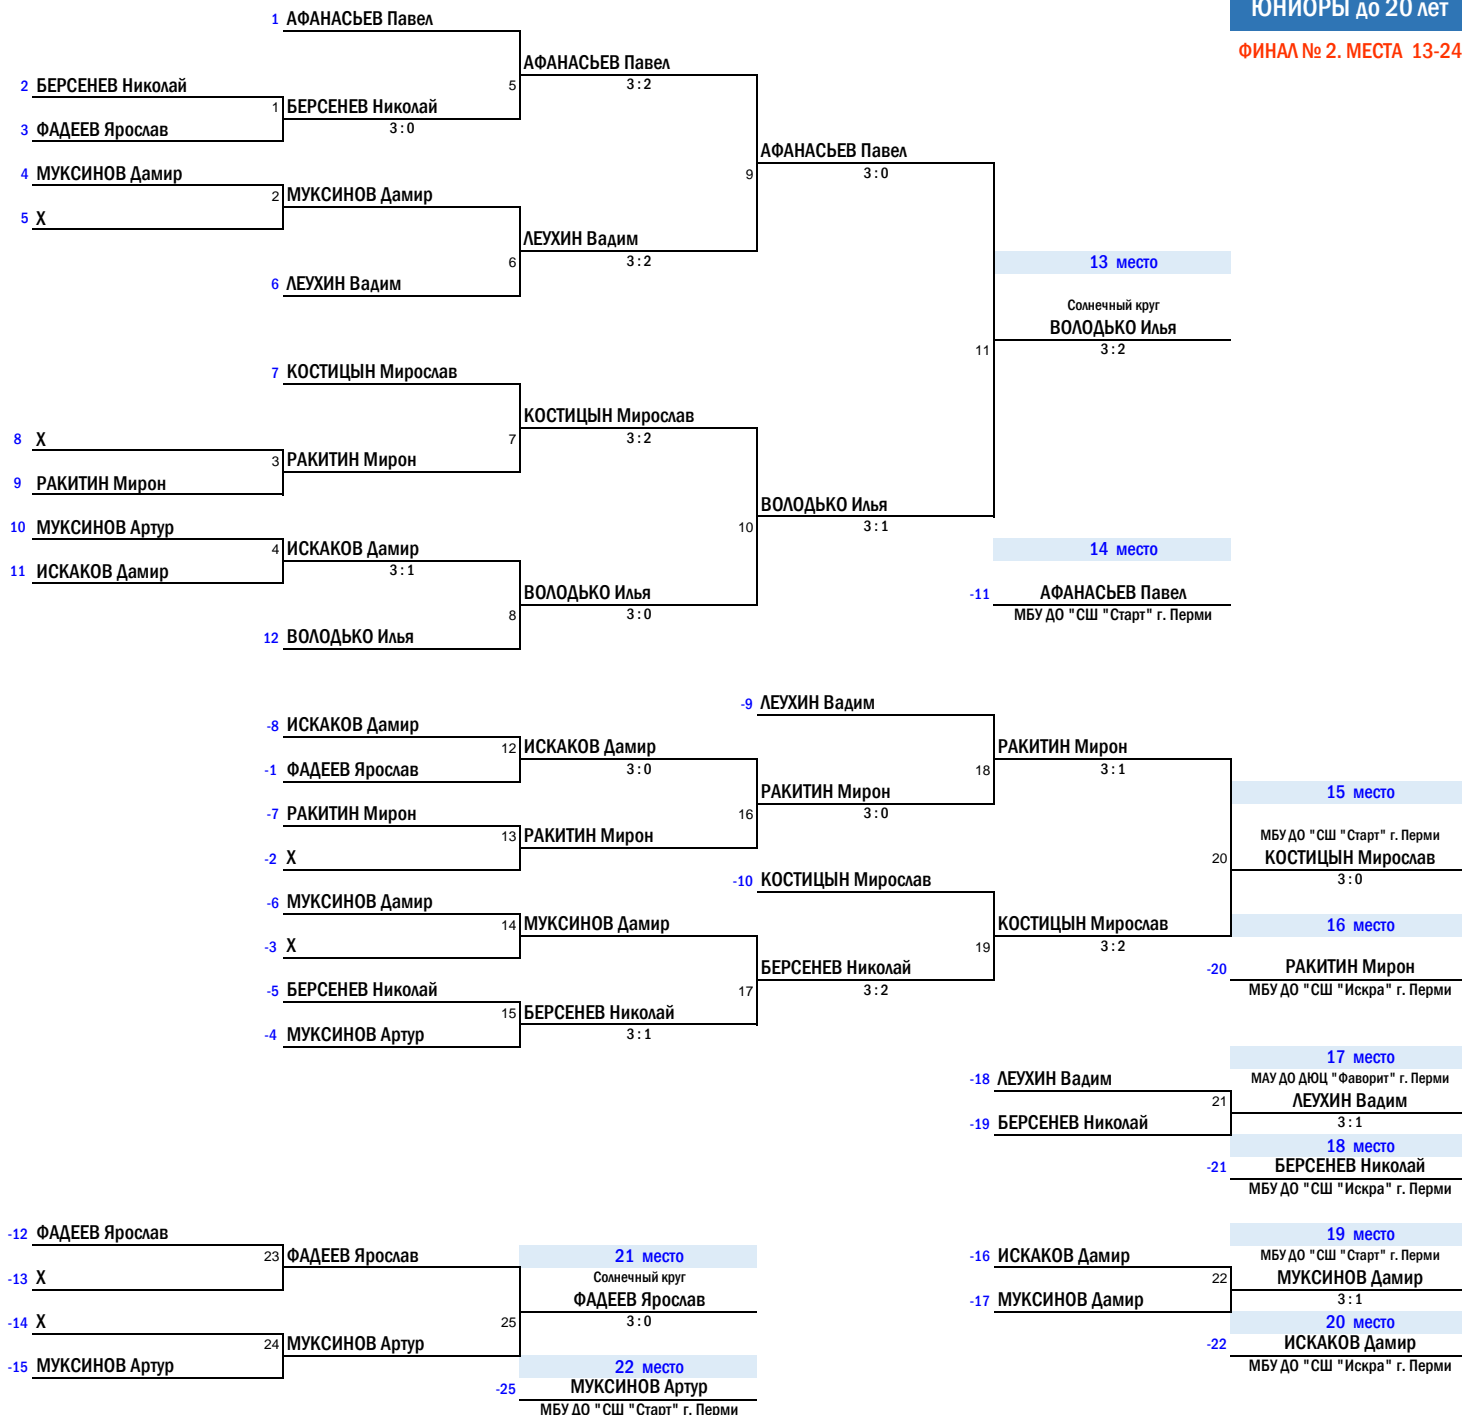 ЮНИОРЫ до 20 лет
ФИНАЛ № 2. МЕСТА 13-24
1 АФАНАСЬЕВ Павел
АФАНАСЬЕВ Павел
2 БЕРСЕНЕВ Николай
5 3 : 2
1 БЕРСЕНЕВ Николай
3 ФАДЕЕВ Ярослав
3 : 0
АФАНАСЬЕВ Павел
4 МУКСИНОВ Дамир
9 3 : 0
2 МУКСИНОВ Дамир
5 X
ЛЕУХИН Вадим
6 3 : 2
13 место
6 ЛЕУХИН Вадим
Солнечный круг
ВОЛОДЬКО Илья
11 3 : 2
7 КОСТИЦЫН Мирослав
КОСТИЦЫН Мирослав
8 X
7 3 : 2
3 РАКИТИН Мирон
9 РАКИТИН Мирон
ВОЛОДЬКО Илья
10 МУКСИНОВ Артур
10 3 : 1
4 ИСКАКОВ Дамир
14 место
11 ИСКАКОВ Дамир
3 : 1
ВОЛОДЬКО Илья
-11 АФАНАСЬЕВ Павел
8 3 : 0
МБУ ДО "СШ "Старт" г. Перми
12 ВОЛОДЬКО Илья
-9 ЛЕУХИН Вадим
-8 ИСКАКОВ Дамир
12 ИСКАКОВ Дамир
РАКИТИН Мирон
-1 ФАДЕЕВ Ярослав
3 : 0
18 3 : 1
РАКИТИН Мирон
15 место
-7 РАКИТИН Мирон
16 3 : 0
13 РАКИТИН Мирон
МБУ ДО "СШ "Старт" г. Перми
-2 X
20 КОСТИЦЫН Мирослав
-10 КОСТИЦЫН Мирослав
3 : 0
-6 МУКСИНОВ Дамир
14 МУКСИНОВ Дамир
КОСТИЦЫН Мирослав
16 место
-3 X
19 3 : 2
БЕРСЕНЕВ Николай
-20 РАКИТИН Мирон
-5 БЕРСЕНЕВ Николай
17 3 : 2
МБУ ДО "СШ "Искра" г. Перми
15 БЕРСЕНЕВ Николай
-4 МУКСИНОВ Артур
3 : 1
17 место
-18 ЛЕУХИН Вадим
МАУ ДО ДЮЦ "Фаворит" г. Перми
21 ЛЕУХИН Вадим
-19 БЕРСЕНЕВ Николай
3 : 1
18 место
-21 БЕРСЕНЕВ Николай
МБУ ДО "СШ "Искра" г. Перми
-12 ФАДЕЕВ Ярослав
19 место
23 ФАДЕЕВ Ярослав
21 место
-16 ИСКАКОВ Дамир
МБУ ДО "СШ "Старт" г. Перми
-13 X
Солнечный круг
22 МУКСИНОВ Дамир
ФАДЕЕВ Ярослав
-17 МУКСИНОВ Дамир
3 : 1
-14 X
25 3 : 0
20 место
24 МУКСИНОВ Артур
-22 ИСКАКОВ Дамир
-15 МУКСИНОВ Артур
22 место
МБУ ДО "СШ "Искра" г. Перми
-25 МУКСИНОВ Артур
МБУ ДО "СШ "Старт" г. Перми